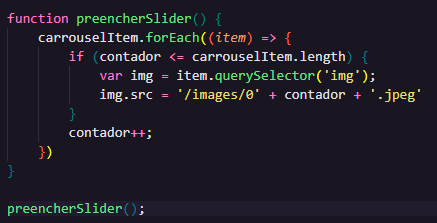 function preencherSlider() {
    carrouselItem.forEach((item) => {
        if (contador <= carrouselItem.length) {
            var img = item.querySelector('img');
            img.src = '/images/0' + contador + '.jpeg'
        }
        contador++;
    })
}
preencherSlider();